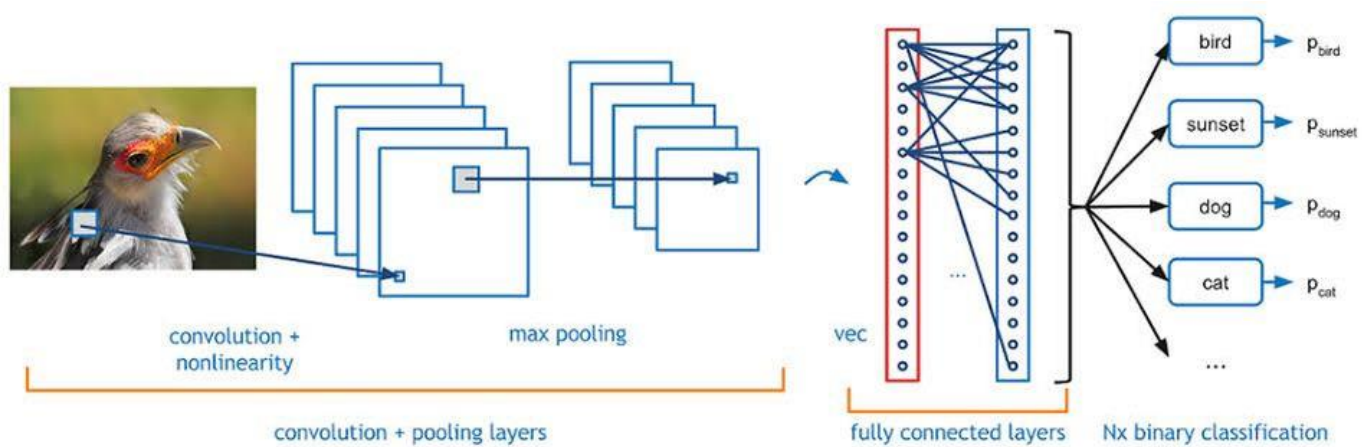 convolution +
nonlinearity
max pooling
vec
convolution + pooling layers
fully connected layers
Nx binary classification
bird
p_bird
sunset
p_sunset
dog
p_dog
cat
p_cat
...
...